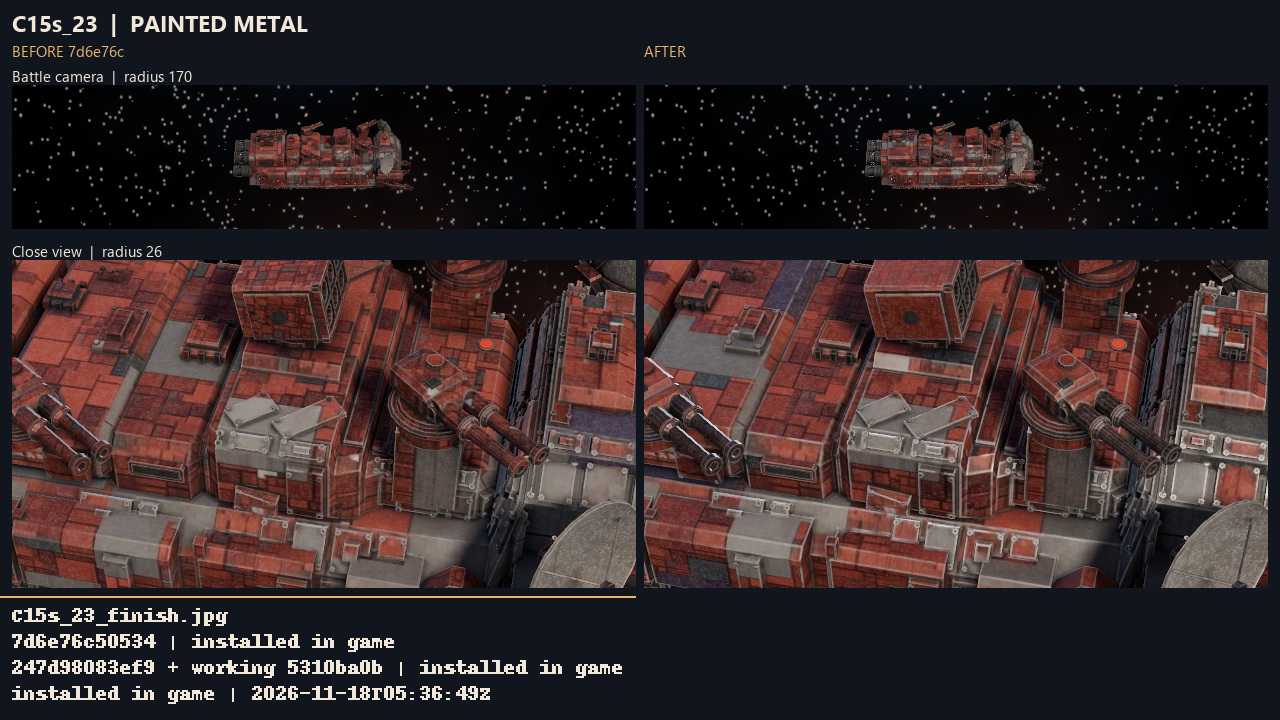 C15s_23 | PAINTED METAL
BEFORE 7d6e76c
AFTER
Battle camera | radius 170
Close view | radius 26
C15s_23_finish.jpg
7d6e76c50534 | installed in game
247d98083ef9 + working 5310ba0b | installed in game
installed in game | 2026-11-18T05:36:49Z